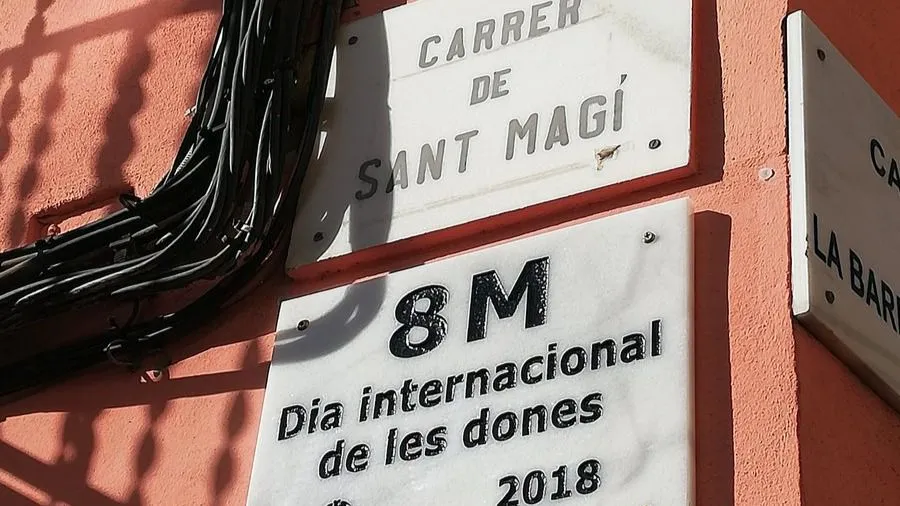 CARRER
DE
SANT MAGÍ
8M
Dia internacional
de les dones
2018